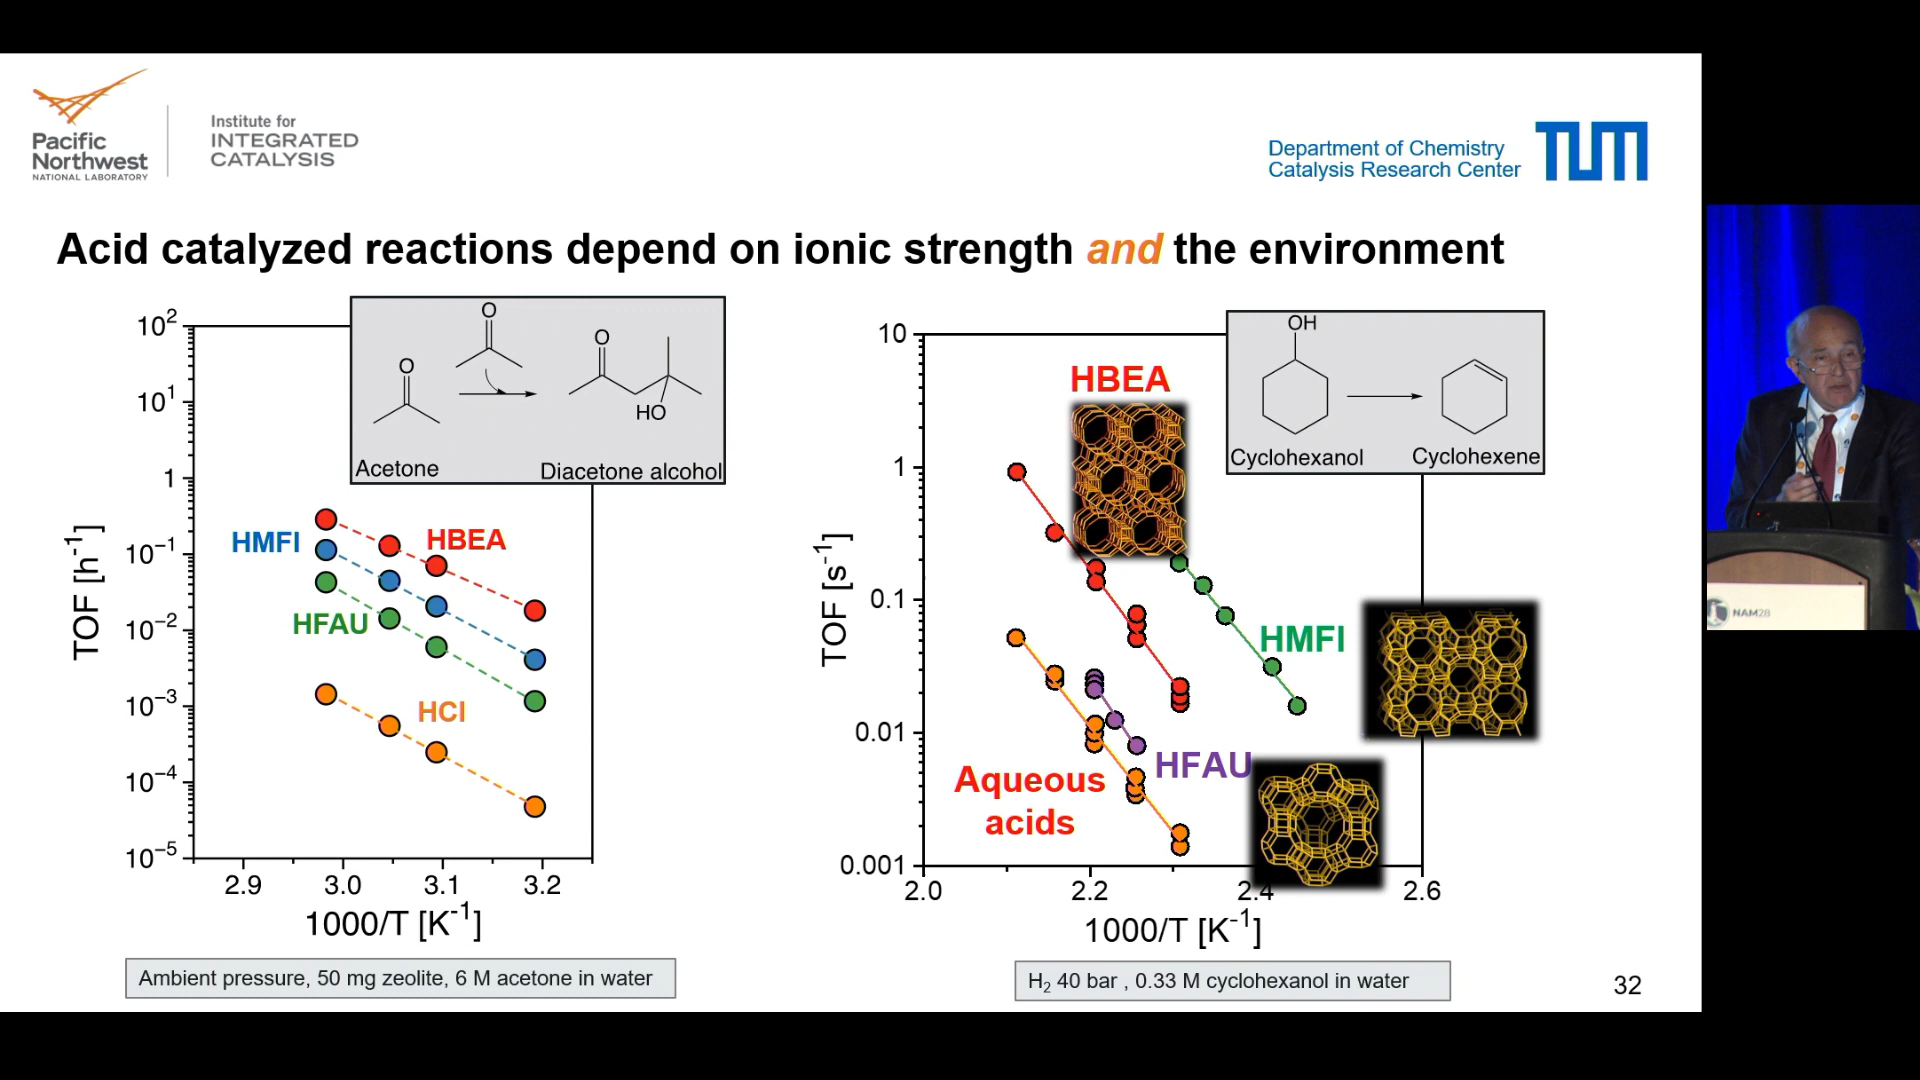 Pacific
Northwest
NATIONAL LABORATORY
Institute for
INTEGRATED
CATALYSIS
Department of Chemistry
Catalysis Research Center
TUM
Acid catalyzed reactions depend on ionic strength and the environment
10²
10¹
1
10⁻¹
10⁻²
10⁻³
10⁻⁴
10⁻⁵
TOF [h⁻¹]
2.9
3.0
3.1
3.2
1000/T [K⁻¹]
O
O
O
HO
Acetone
Diacetone alcohol
HMFI
HBEA
HFAU
HCl
Ambient pressure, 50 mg zeolite, 6 M acetone in water
10
1
0.1
0.01
0.001
TOF [s⁻¹]
2.0
2.2
2.4
2.6
1000/T [K⁻¹]
OH
Cyclohexanol
Cyclohexene
HBEA
HMFI
HFAU
Aqueous
acids
H₂ 40 bar , 0.33 M cyclohexanol in water
32
NAM28